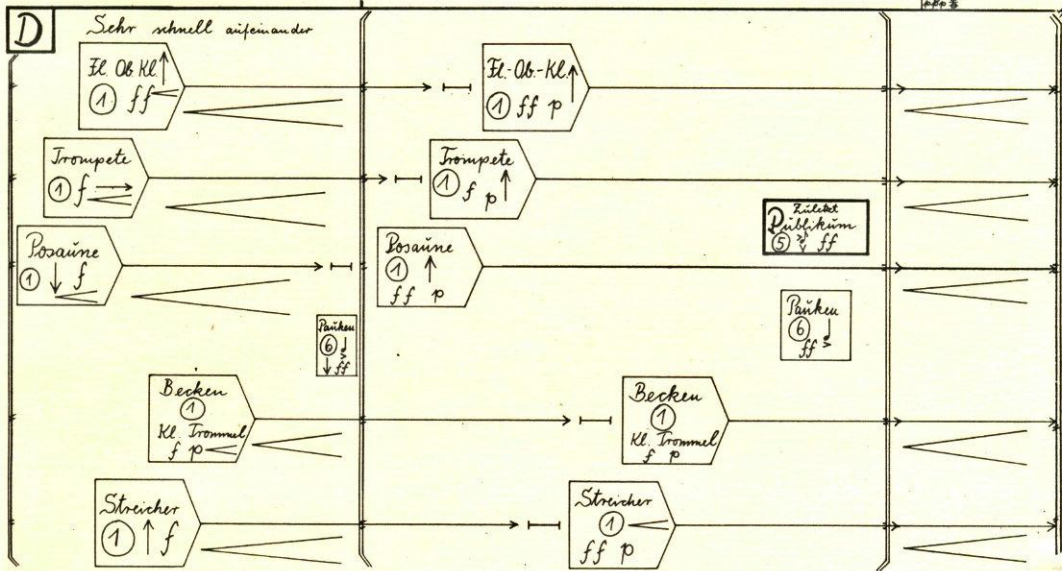 D
Sehr schnell aufeinander
Fl. Ob Kl.
① ff
Trompete
① f
Posaune
① f
Pauken
⑥
ff
Becken
①
Kl. Trommel
f p
Streicher
① f
Fl.-Ob.-Kl.
① ff p
Trompete
① f p
Posaune
①
ff p
Becken
①
Kl. Trommel
f p
Streicher
①
ff p
Zuletzt
Publikum
⑤ ff
Pauken
⑥
ff